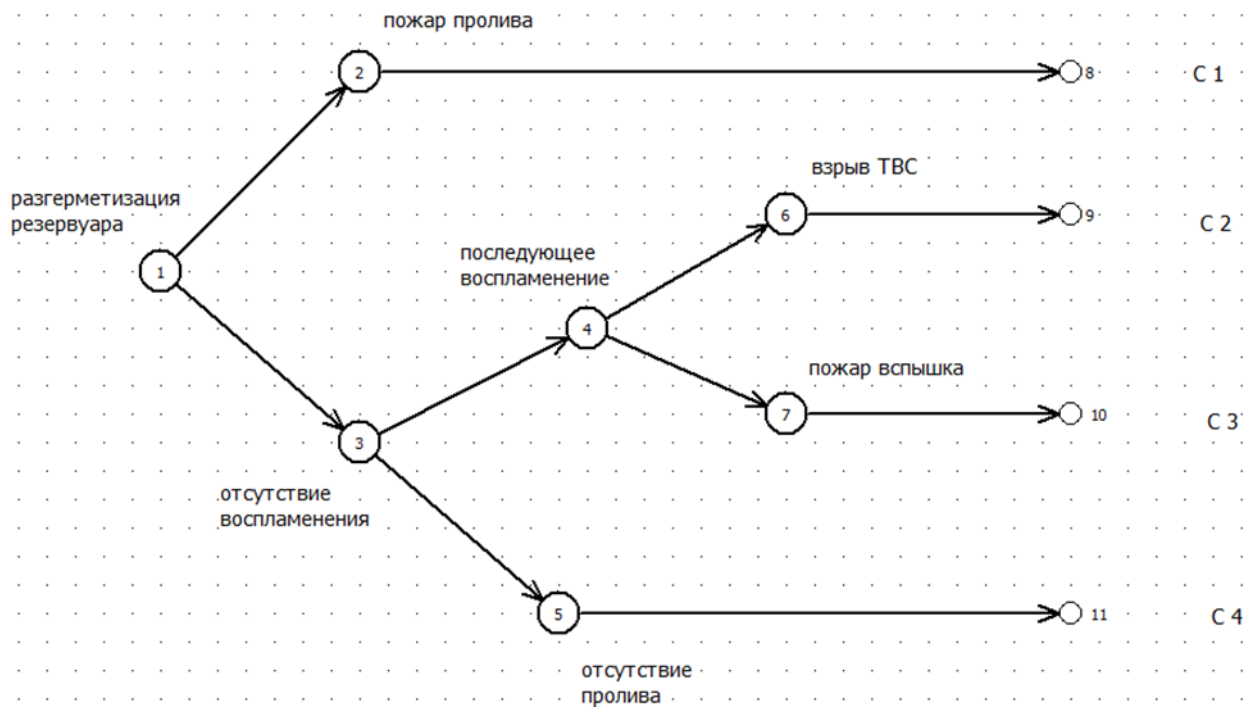 пожар пролива
2
8
С 1
взрыв ТВС
разгерметизация
резервуара
6
9
С 2
последующее
воспламенение
1
4
пожар вспышка
7
10
С 3
3
отсутствие
воспламенения
5
11
С 4
отсутствие
пролива